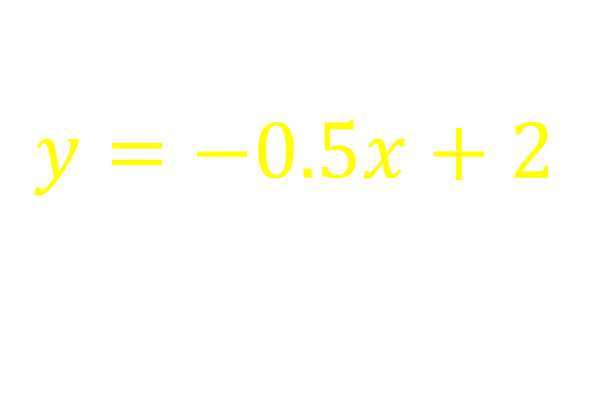 y = −0.5x + 2